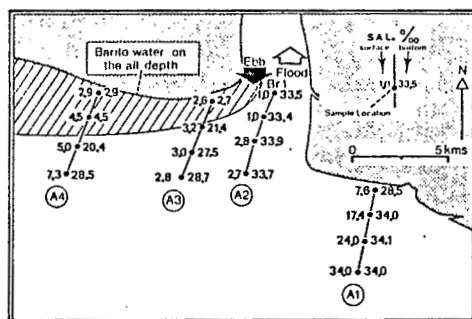 Barito water on
the all depth
Ebb
Flood
Br1
SAL. ‰
surface bottom
33,5
Sample Location
N
0 5 kms
2,9 2,9
4,5 4,5
5,0 20,4
7,3 28,5
A4
2,6 2,7
3,2 21,4
3,0 27,5
2,8 28,7
A3
1,0 33,5
1,0 33,4
2,8 33,9
2,7 33,7
A2
7,6 28,5
17,4 34,0
24,0 34,1
34,0 34,0
A1